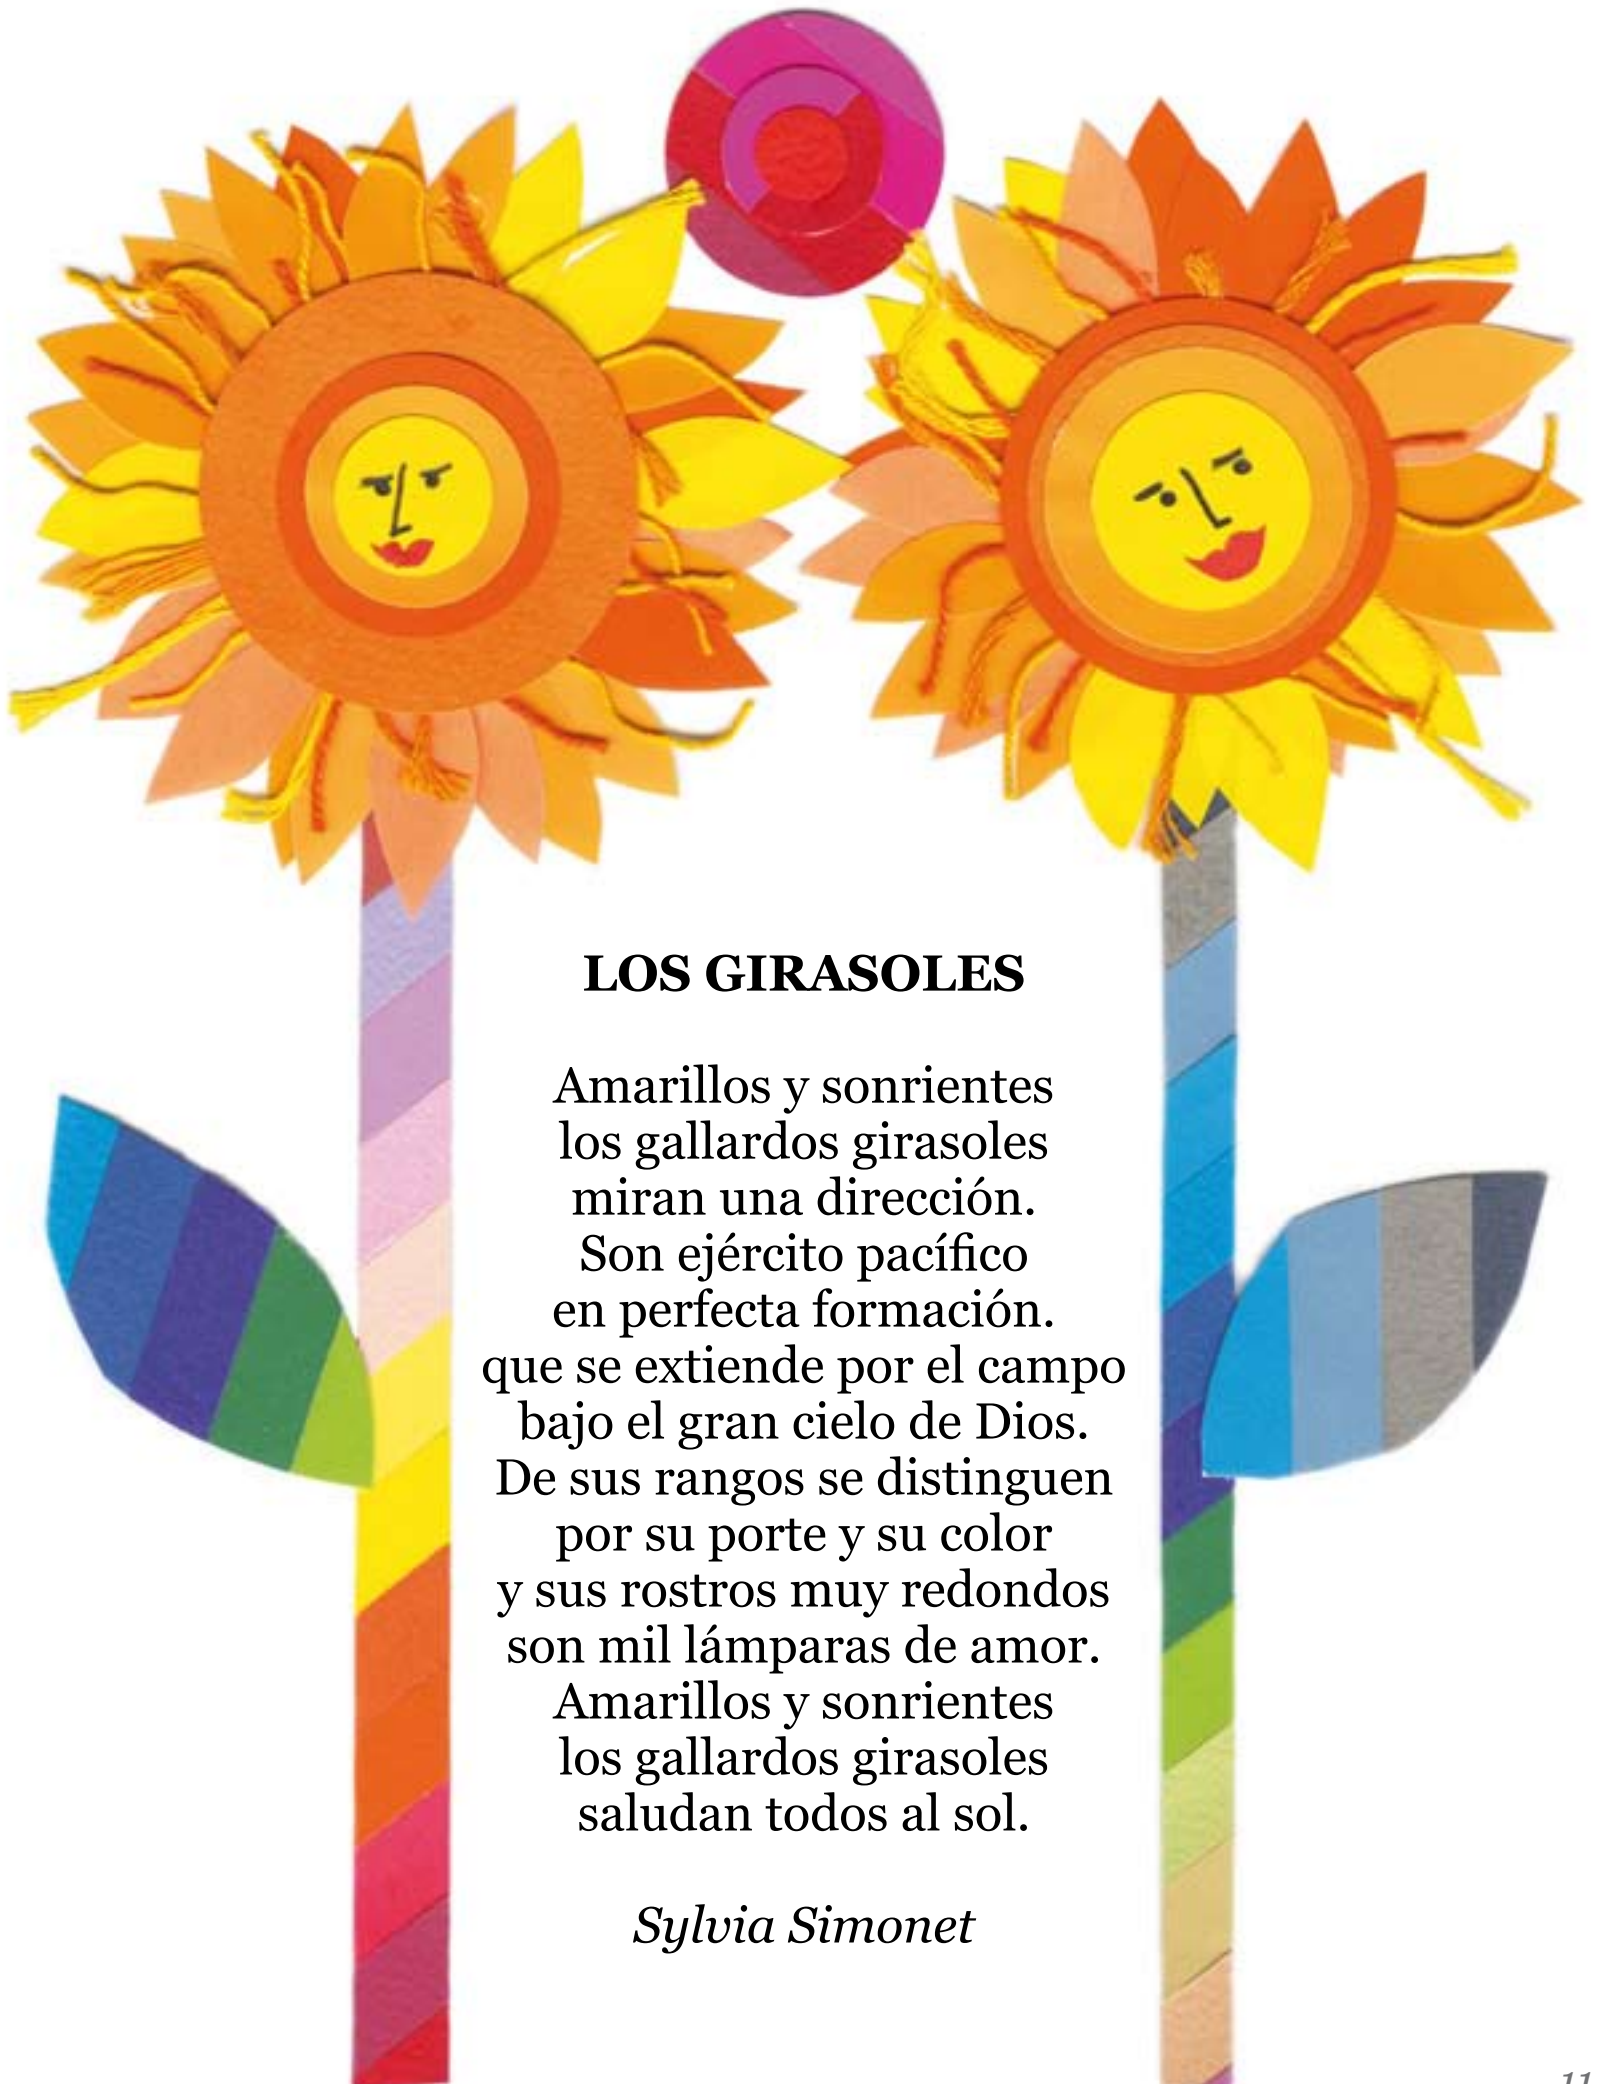 LOS GIRASOLES
Amarillos y sonrientes
los gallardos girasoles
miran una dirección.
Son ejército pacífico
en perfecta formación.
que se extiende por el campo
bajo el gran cielo de Dios.
De sus rangos se distinguen
por su porte y su color
y sus rostros muy redondos
son mil lámparas de amor.
Amarillos y sonrientes
los gallardos girasoles
saludan todos al sol.
Sylvia Simonet
11